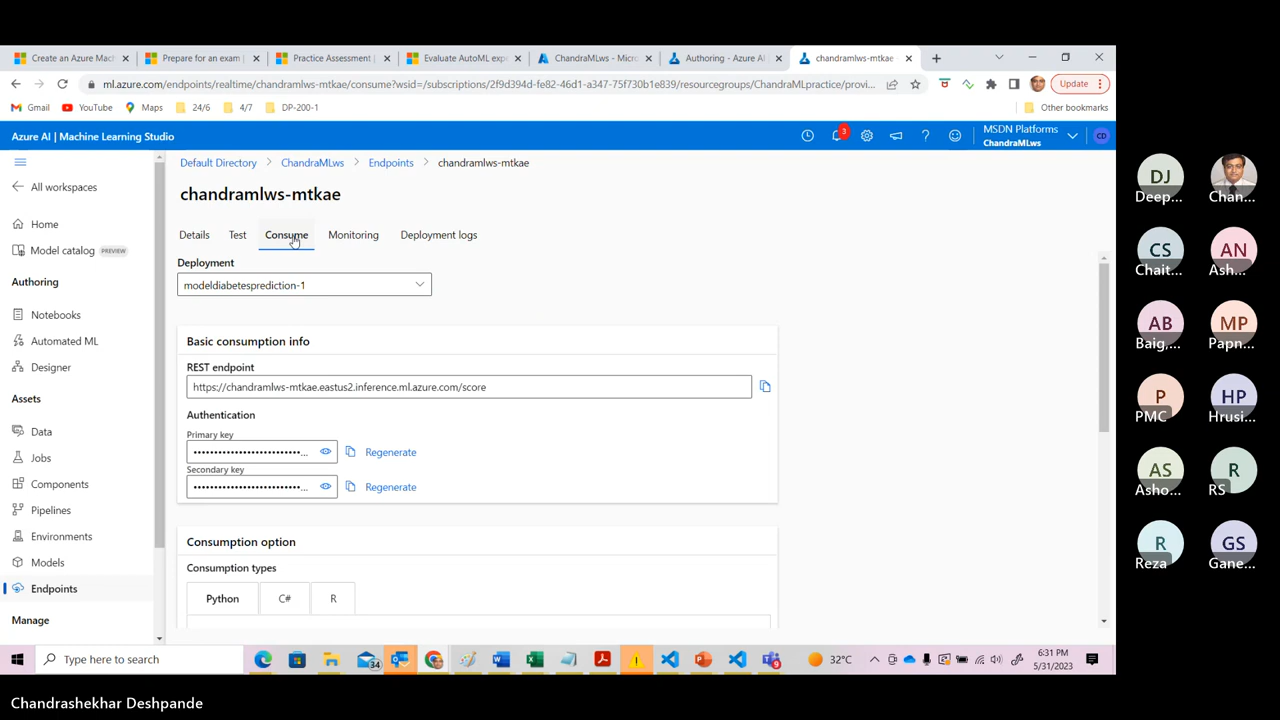 Create an Azure Mach
Prepare for an exam |
Practice Assessment |
Evaluate AutoML exp
ChandraMLws - Micro
Authoring - Azure AI
chandramlws-mtkae
ml.azure.com/endpoints/realtime/chandramlws-mtkae/consume?wsid=/subscriptions/2f9d394d-fe82-46d1-a347-75f730b1e839/resourcegroups/ChandraMLpractice/provi...
Update
Gmail
YouTube
Maps
24/6
4/7
DP-200-1
Other bookmarks
Azure AI | Machine Learning Studio
3
MSDN Platforms
ChandraMLws
CD
All workspaces
Home
Model catalog PREVIEW
Authoring
Notebooks
Automated ML
Designer
Assets
Data
Jobs
Components
Pipelines
Environments
Models
Endpoints
Manage
Default Directory > ChandraMLws > Endpoints > chandramlws-mtkae
chandramlws-mtkae
Details
Test
Consume
Monitoring
Deployment logs
Deployment
modeldiabetesprediction-1
Basic consumption info
REST endpoint
https://chandramlws-mtkae.eastus2.inference.ml.azure.com/score
Authentication
Primary key
••••••••••••••••••••••••••...
Regenerate
Secondary key
••••••••••••••••••••••••••...
Regenerate
Consumption option
Consumption types
Python
C#
R
Type here to search
34
9
32°C
6:31 PM
5/31/2023
DJ
Deep...
Chan...
CS
Chait...
AN
Ash...
AB
Baig,...
MP
Papn...
P
PMC
HP
Hrusi...
AS
Asho...
R
RS
R
Reza
GS
Gane...
Chandrashekhar Deshpande